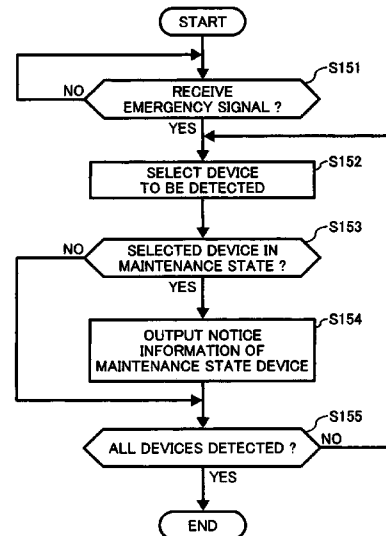 START
S151
RECEIVE
EMERGENCY SIGNAL ?
NO
YES
S152
SELECT DEVICE
TO BE DETECTED
S153
NO
SELECTED DEVICE IN
MAINTENANCE STATE ?
YES
S154
OUTPUT NOTICE
INFORMATION OF
MAINTENANCE STATE DEVICE
S155
ALL DEVICES DETECTED ?
NO
YES
END